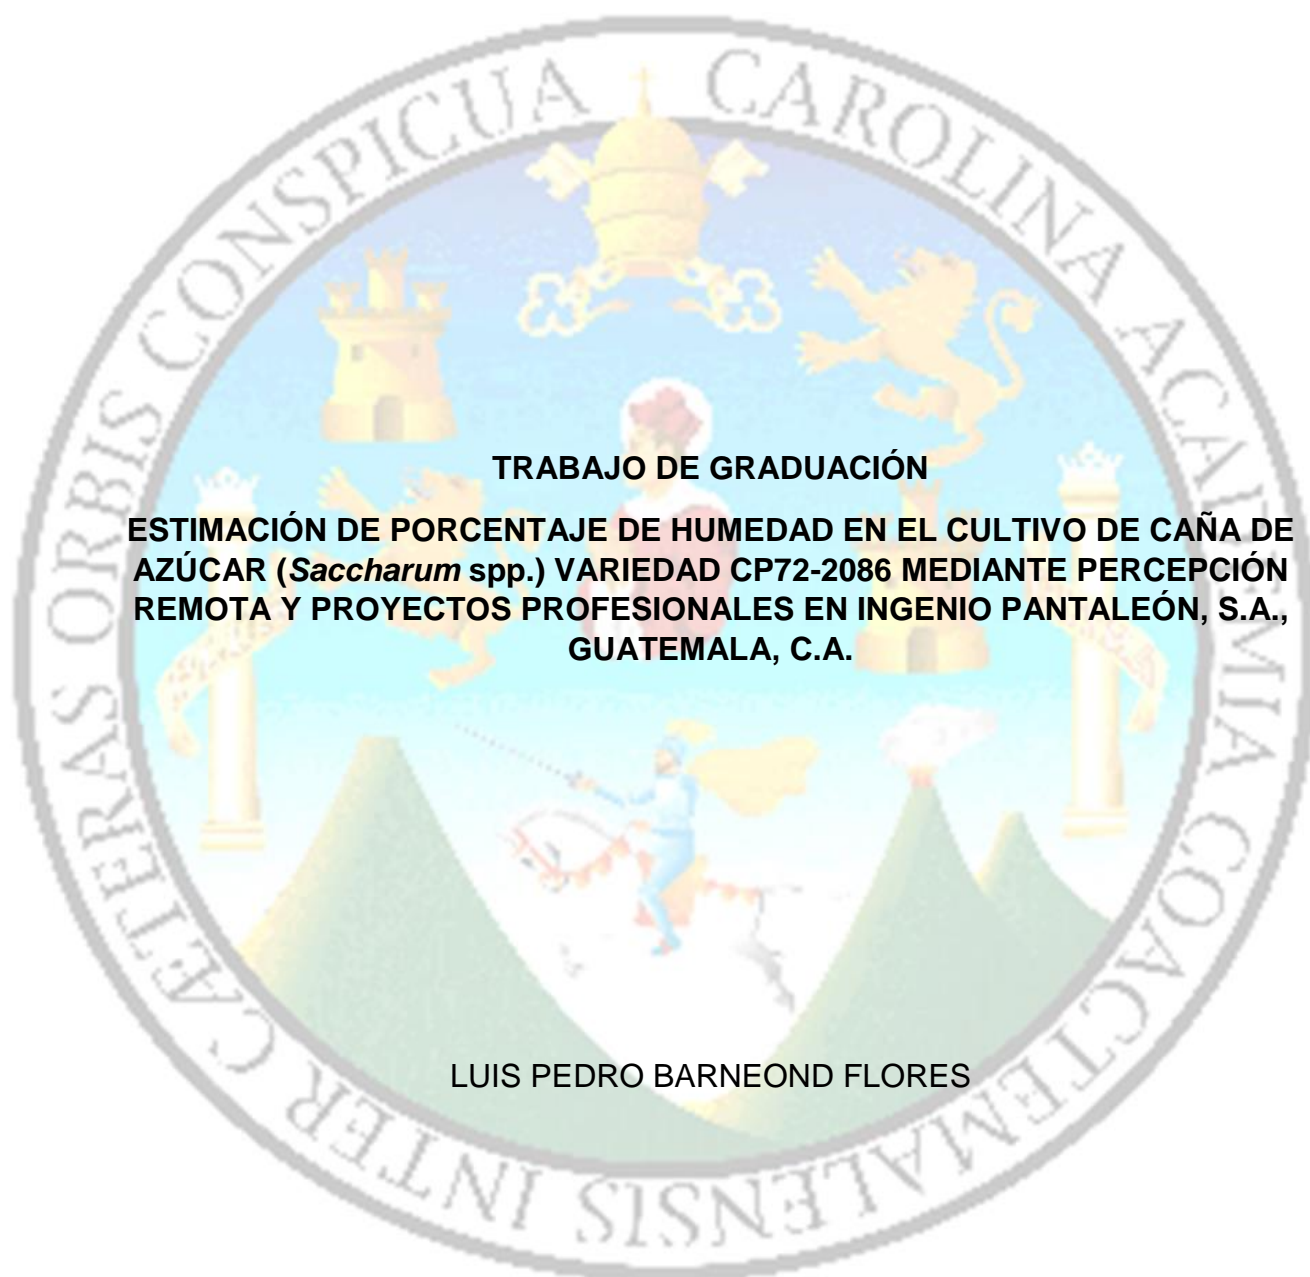 CAROLINA ACADEMIA COACTEMALENSIS INTER CÆTERAS ORBIS CONSPICUA
TRABAJO DE GRADUACIÓN
ESTIMACIÓN DE PORCENTAJE DE HUMEDAD EN EL CULTIVO DE CAÑA DE
AZÚCAR (Saccharum spp.) VARIEDAD CP72-2086 MEDIANTE PERCEPCIÓN
REMOTA Y PROYECTOS PROFESIONALES EN INGENIO PANTALEÓN, S.A.,
GUATEMALA, C.A.
LUIS PEDRO BARNEOND FLORES